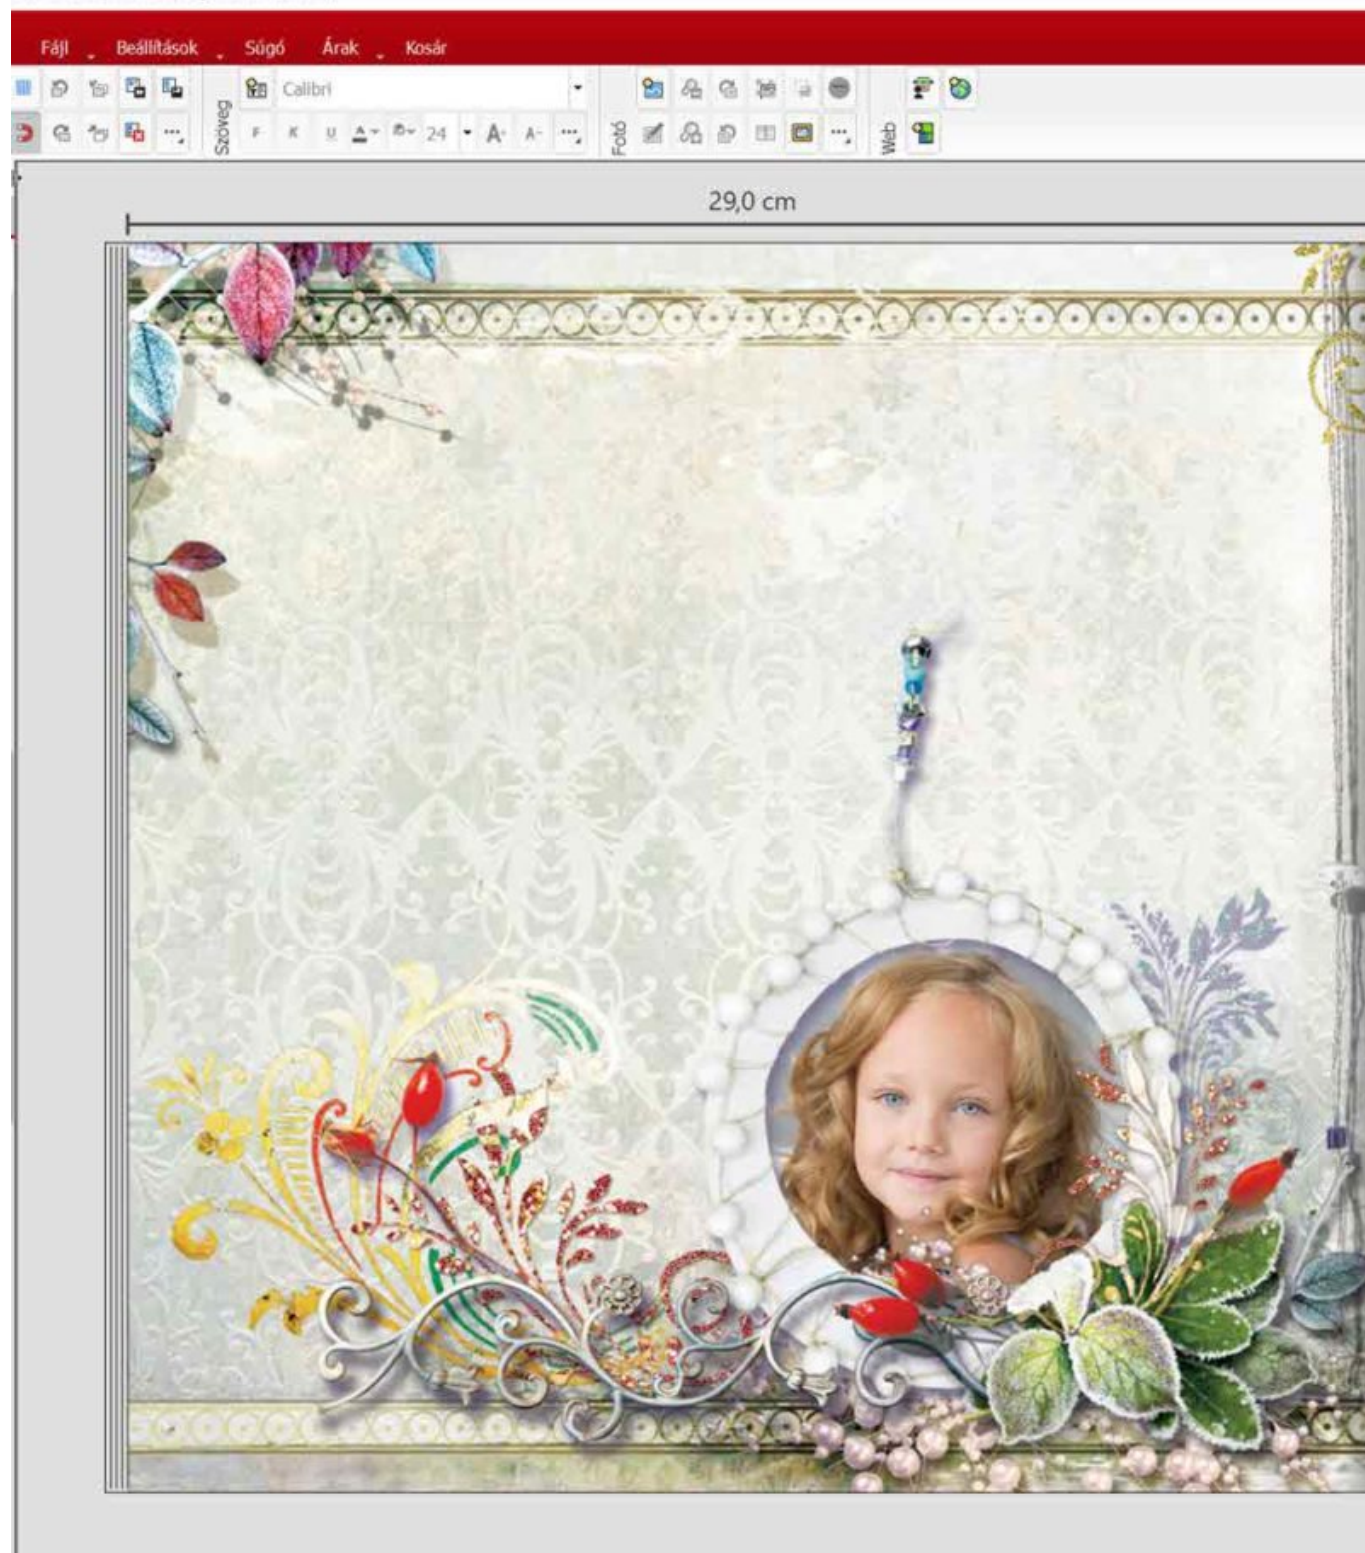 Fájl Beállítások Súgó Árak Kosár
Szöveg
Calibri
F K U A 24 A+ A-
Fotó
Web
29,0 cm